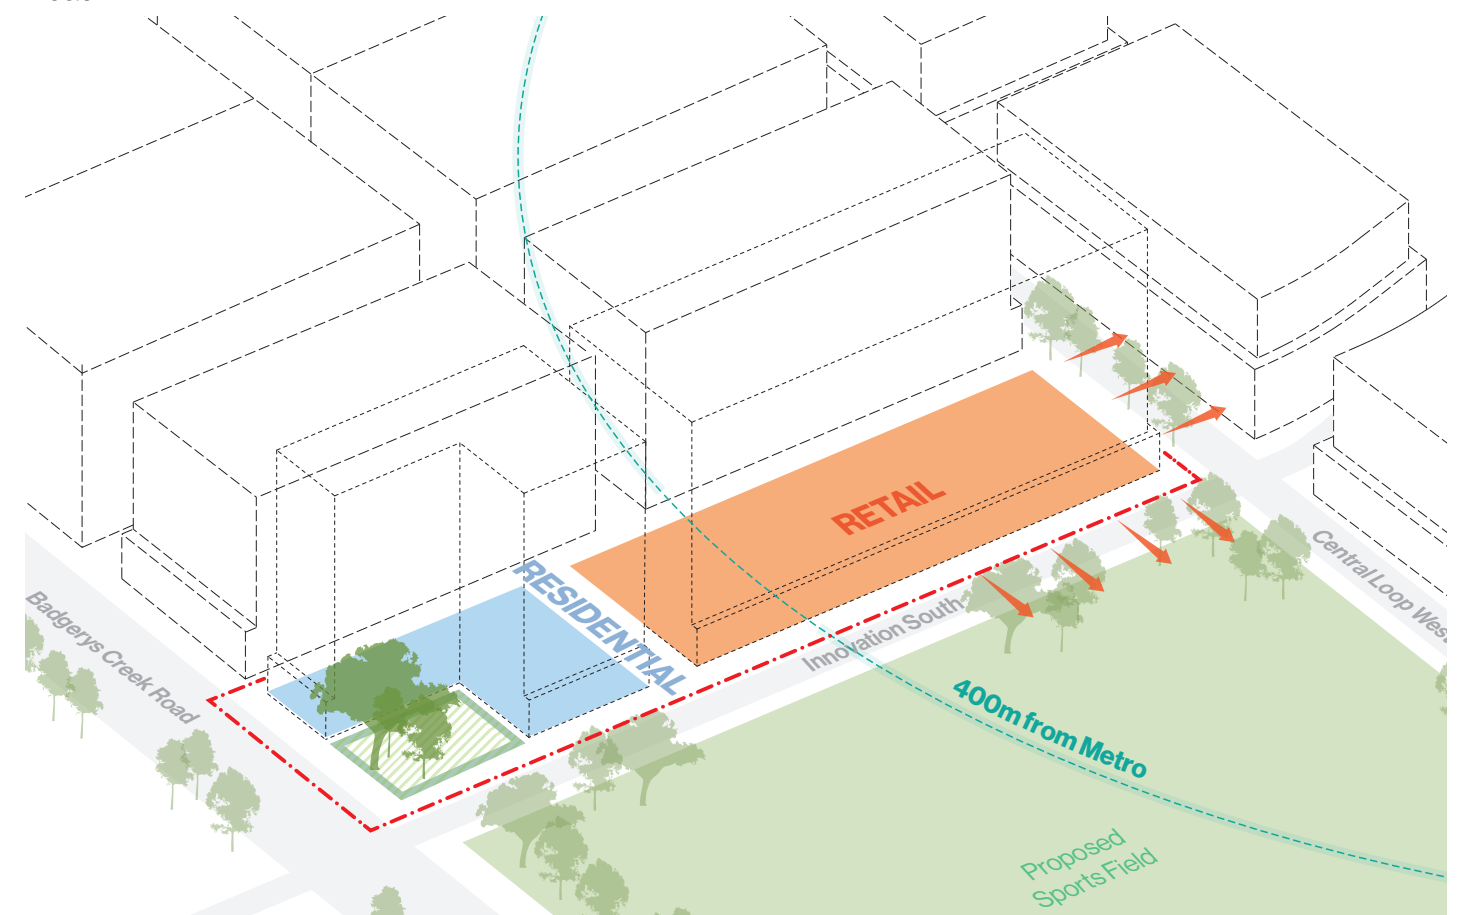 RETAIL
RESIDENTIAL
Badgerys Creek Road
Innovation South
Central Loop West
400m from Metro
Proposed
Sports Field